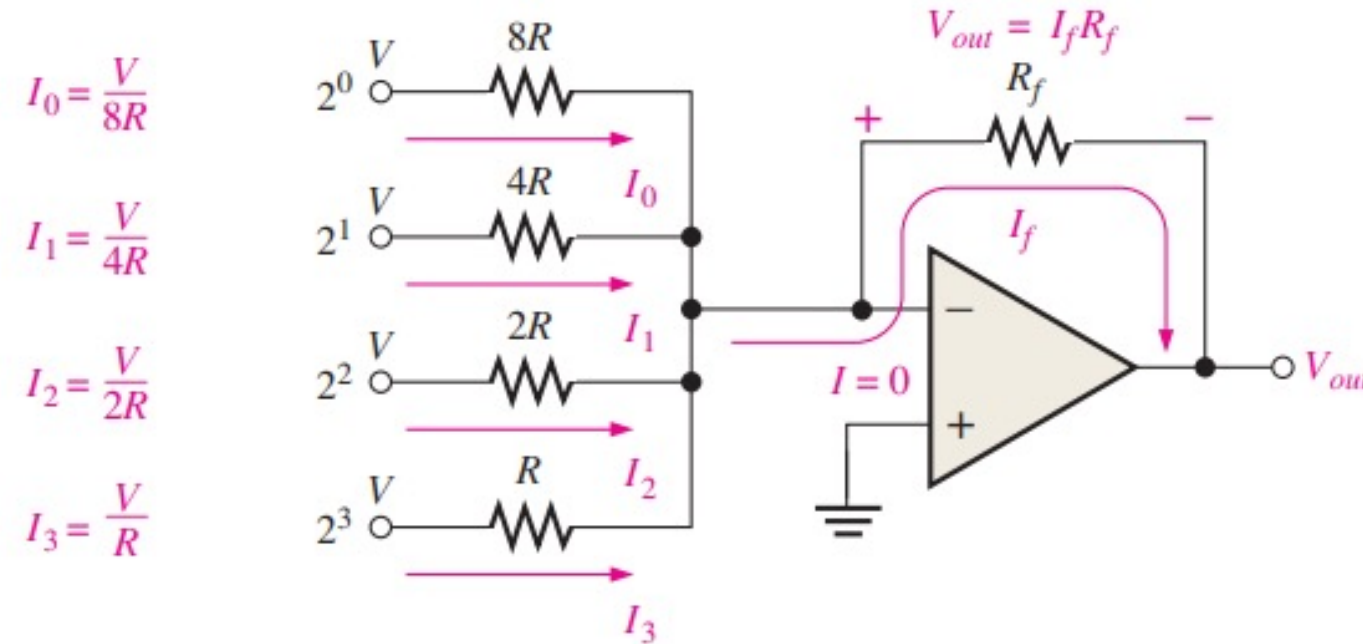 V_out = I_f R_f
I_0 = V/8R
2^0
V
8R
R_f
+
−
I_0
I_1 = V/4R
2^1
V
4R
I_f
I_1
−
I_2 = V/2R
2^2
V
2R
I = 0
V_ou
+
I_2
I_3 = V/R
2^3
V
R
I_3